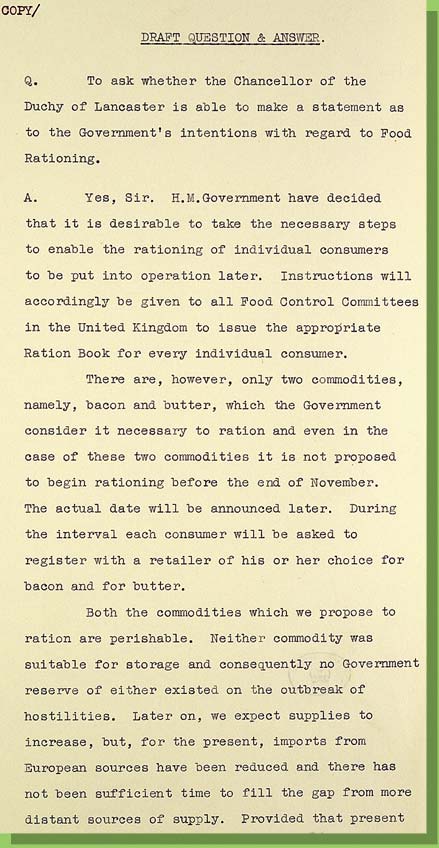 COPY/
DRAFT QUESTION & ANSWER.
Q. To ask whether the Chancellor of the
Duchy of Lancaster is able to make a statement as
to the Government's intentions with regard to Food
Rationing.
A. Yes, Sir. H.M.Government have decided
that it is desirable to take the necessary steps
to enable the rationing of individual consumers
to be put into operation later. Instructions will
accordingly be given to all Food Control Committees
in the United Kingdom to issue the appropriate
Ration Book for every individual consumer.
There are, however, only two commodities,
namely, bacon and butter, which the Government
consider it necessary to ration and even in the
case of these two commodities it is not proposed
to begin rationing before the end of November.
The actual date will be announced later. During
the interval each consumer will be asked to
register with a retailer of his or her choice for
bacon and for butter.
Both the commodities which we propose to
ration are perishable. Neither commodity was
suitable for storage and consequently no Government
reserve of either existed on the outbreak of
hostilities. Later on, we expect supplies to
increase, but, for the present, imports from
European sources have been reduced and there has
not been sufficient time to fill the gap from more
distant sources of supply. Provided that present